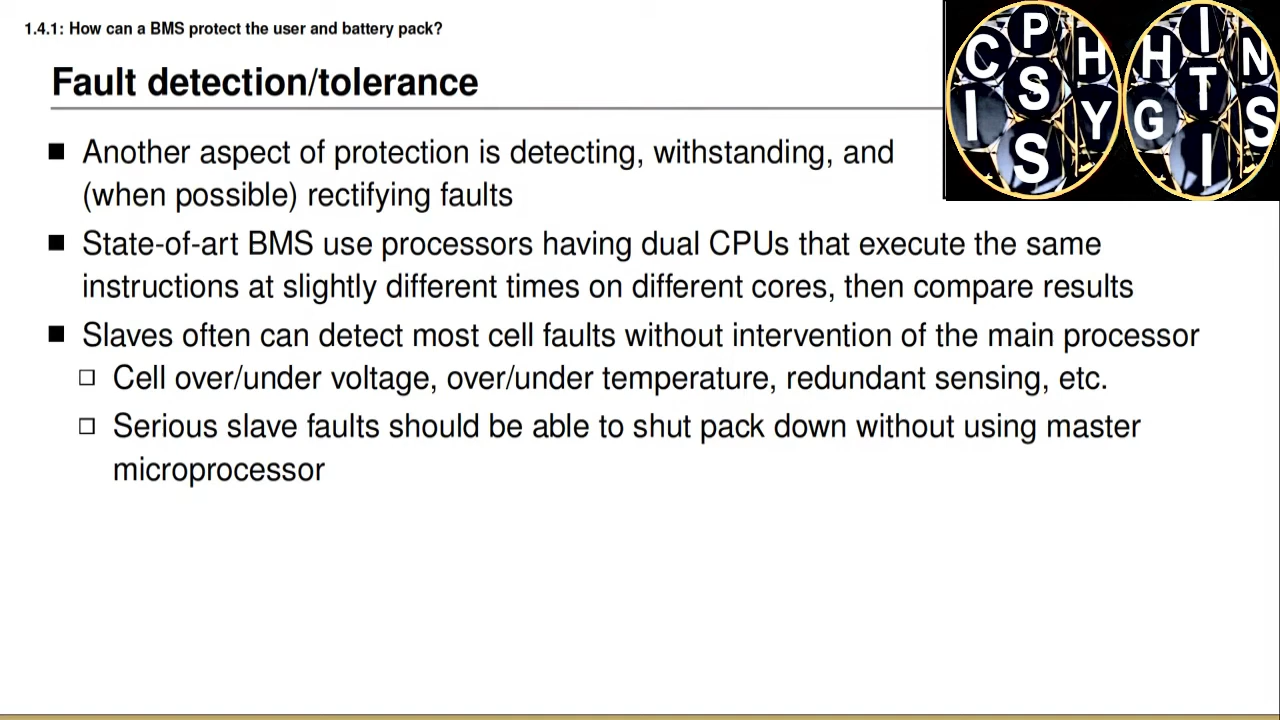 1.4.1: How can a BMS protect the user and battery pack?
Fault detection/tolerance
Another aspect of protection is detecting, withstanding, and
(when possible) rectifying faults
State-of-art BMS use processors having dual CPUs that execute the same
instructions at slightly different times on different cores, then compare results
Slaves often can detect most cell faults without intervention of the main processor
Cell over/under voltage, over/under temperature, redundant sensing, etc.
Serious slave faults should be able to shut pack down without using master
microprocessor
P I
C H H N
S T
I Y G S
S I